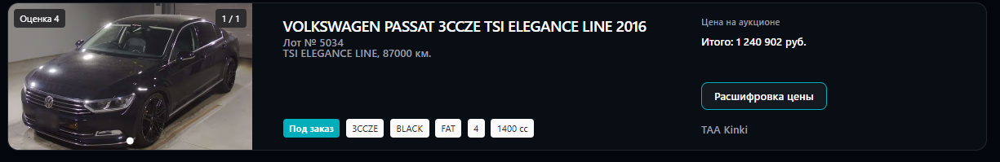 Оценка 4
1 / 1
VOLKSWAGEN PASSAT 3CCZE TSI ELEGANCE LINE 2016
Лот № 5034
TSI ELEGANCE LINE, 87000 км.
Под заказ
3CCZE
BLACK
FAT
4
1400 cc
Цена на аукционе
Итого: 1 240 902 руб.
Расшифровка цены
TAA Kinki